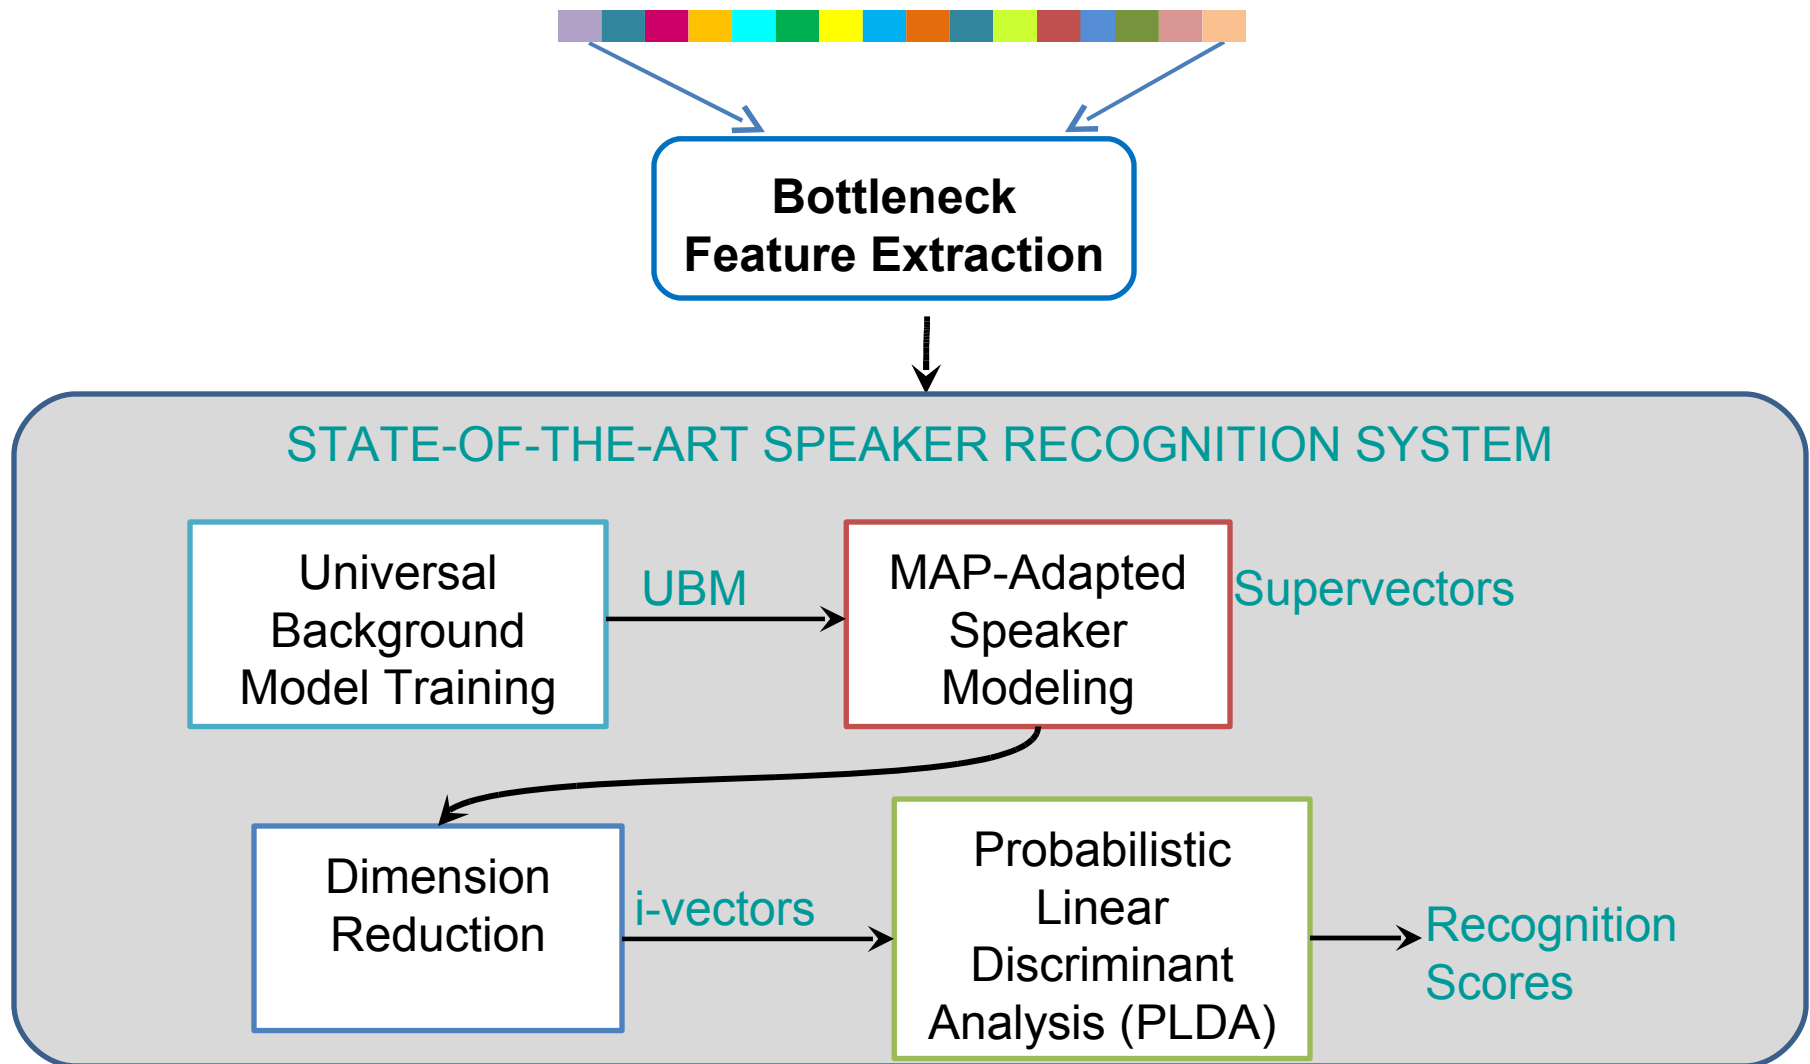 Bottleneck
Feature Extraction
STATE-OF-THE-ART SPEAKER RECOGNITION SYSTEM
Universal
Background
Model Training
UBM
MAP-Adapted
Speaker
Modeling
Supervectors
Dimension
Reduction
i-vectors
Probabilistic
Linear
Discriminant
Analysis (PLDA)
Recognition
Scores